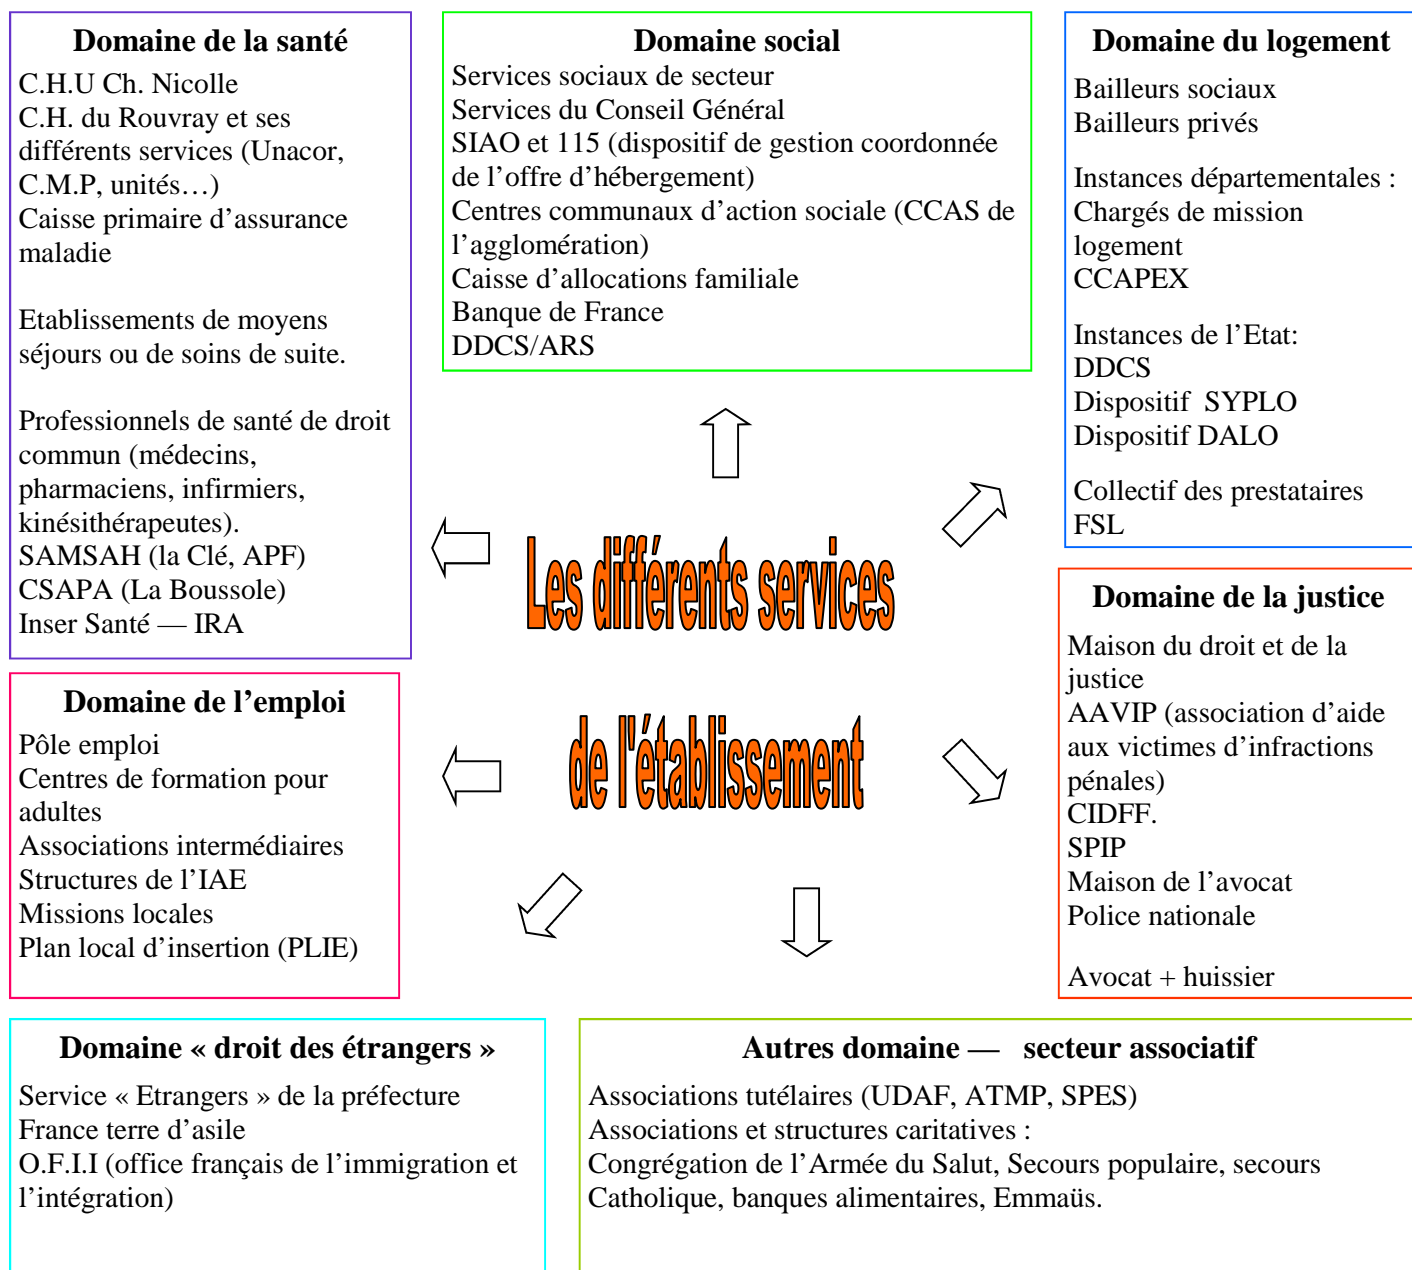 Domaine de la santé
C.H.U Ch. Nicolle
C.H. du Rouvray et ses
différents services (Unacor,
C.M.P, unités…)
Caisse primaire d’assurance
maladie
Etablissements de moyens
séjours ou de soins de suite.
Professionnels de santé de droit
commun (médecins,
pharmaciens, infirmiers,
kinésithérapeutes).
SAMSAH (la Clé, APF)
CSAPA (La Boussole)
Inser Santé — IRA
Domaine social
Services sociaux de secteur
Services du Conseil Général
SIAO et 115 (dispositif de gestion coordonnée
de l’offre d’hébergement)
Centres communaux d’action sociale (CCAS de
l’agglomération)
Caisse d’allocations familiale
Banque de France
DDCS/ARS
Domaine du logement
Bailleurs sociaux
Bailleurs privés
Instances départementales :
Chargés de mission
logement
CCAPEX
Instances de l’Etat:
DDCS
Dispositif SYPLO
Dispositif DALO
Collectif des prestataires
FSL
Les différents services
de l'établissement
Domaine de l’emploi
Pôle emploi
Centres de formation pour
adultes
Associations intermédiaires
Structures de l’IAE
Missions locales
Plan local d’insertion (PLIE)
Domaine de la justice
Maison du droit et de la
justice
AAVIP (association d’aide
aux victimes d’infractions
pénales)
CIDFF.
SPIP
Maison de l’avocat
Police nationale
Avocat + huissier
Domaine « droit des étrangers »
Service « Etrangers » de la préfecture
France terre d’asile
O.F.I.I (office français de l’immigration et
l’intégration)
Autres domaine — secteur associatif
Associations tutélaires (UDAF, ATMP, SPES)
Associations et structures caritatives :
Congrégation de l’Armée du Salut, Secours populaire, secours
Catholique, banques alimentaires, Emmaüs.